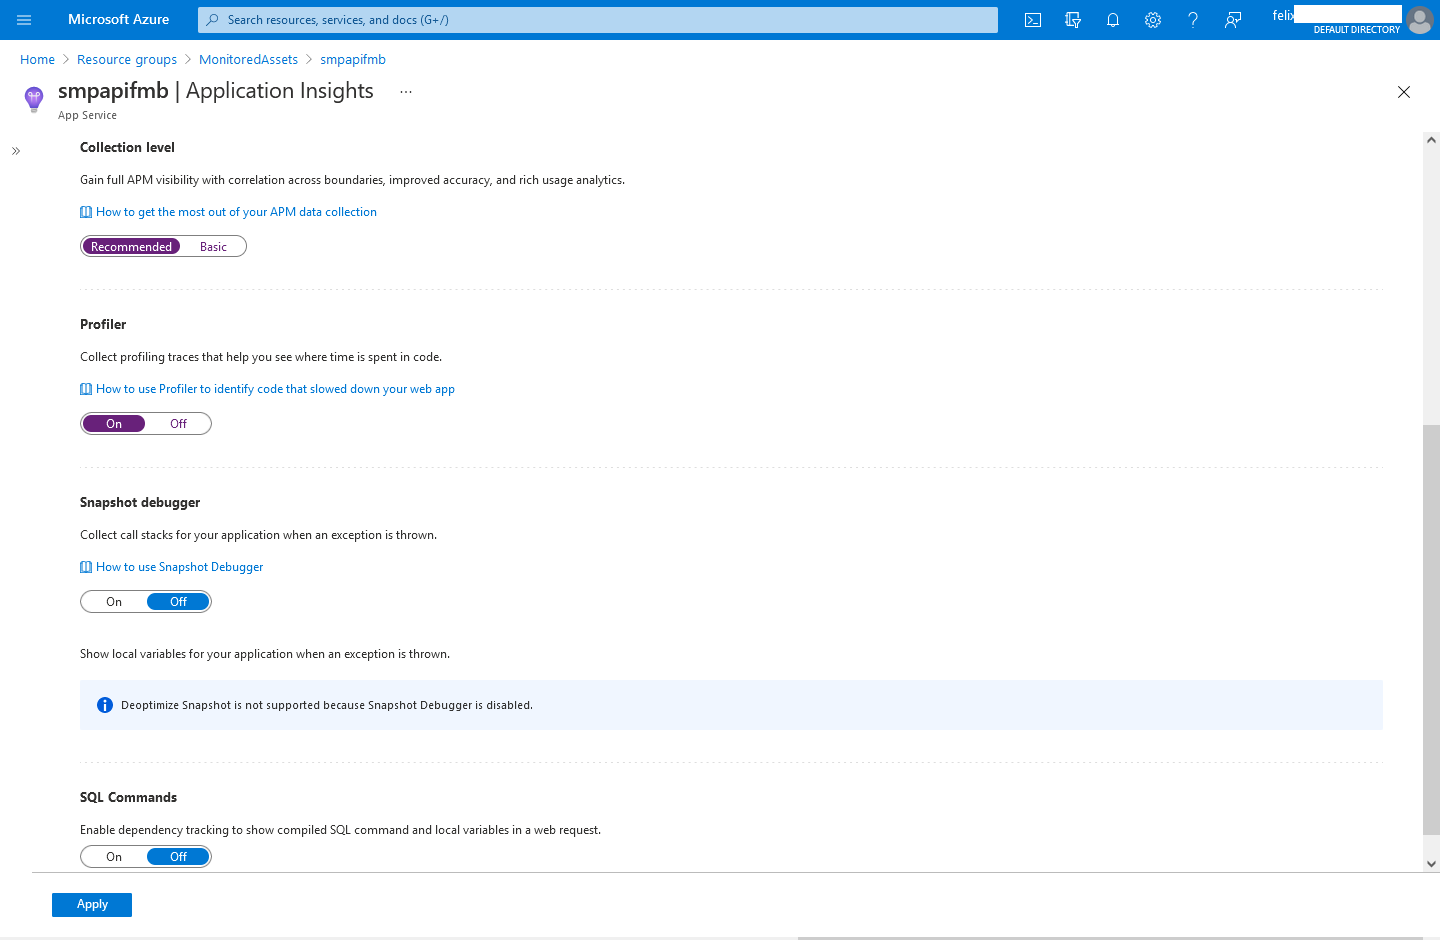 Microsoft Azure
Search resources, services, and docs (G+/)
felix
DEFAULT DIRECTORY
Home > Resource groups > MonitoredAssets > smpapifmb
smpapifmb | Application Insights ...
App Service
Collection level
Gain full APM visibility with correlation across boundaries, improved accuracy, and rich usage analytics.
How to get the most out of your APM data collection
Recommended Basic
Profiler
Collect profiling traces that help you see where time is spent in code.
How to use Profiler to identify code that slowed down your web app
On Off
Snapshot debugger
Collect call stacks for your application when an exception is thrown.
How to use Snapshot Debugger
On Off
Show local variables for your application when an exception is thrown.
Deoptimize Snapshot is not supported because Snapshot Debugger is disabled.
SQL Commands
Enable dependency tracking to show compiled SQL command and local variables in a web request.
On Off
Apply